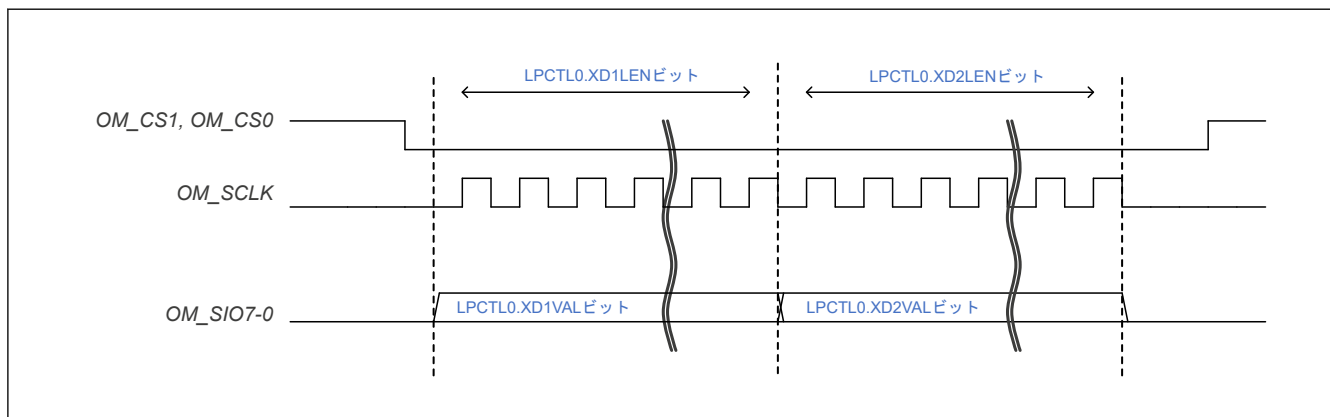 LPCTL0.XD1LENビット
LPCTL0.XD2LENビット
OM_CS1, OM_CS0
OM_SCLK
OM_SIO7-0
LPCTL0.XD1VALビット
LPCTL0.XD2VALビット